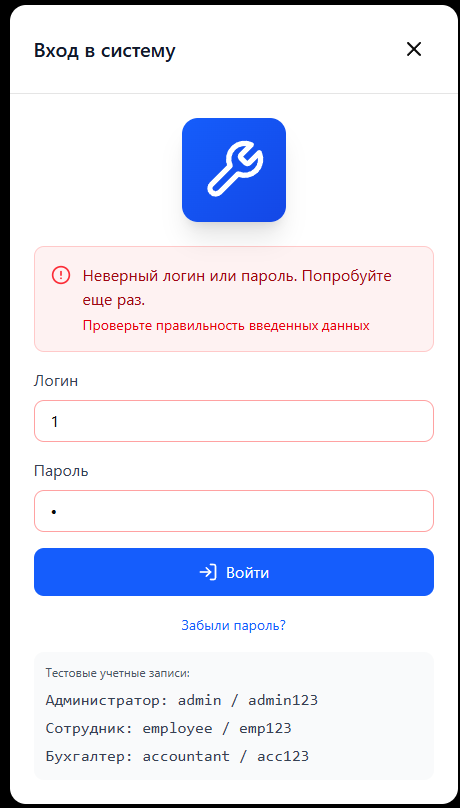 Вход в систему
Неверный логин или пароль. Попробуйте
еще раз.
Проверьте правильность введенных данных
Логин
1
Пароль
•
Войти
Забыли пароль?
Тестовые учетные записи:
Администратор: admin / admin123
Сотрудник: employee / emp123
Бухгалтер: accountant / acc123